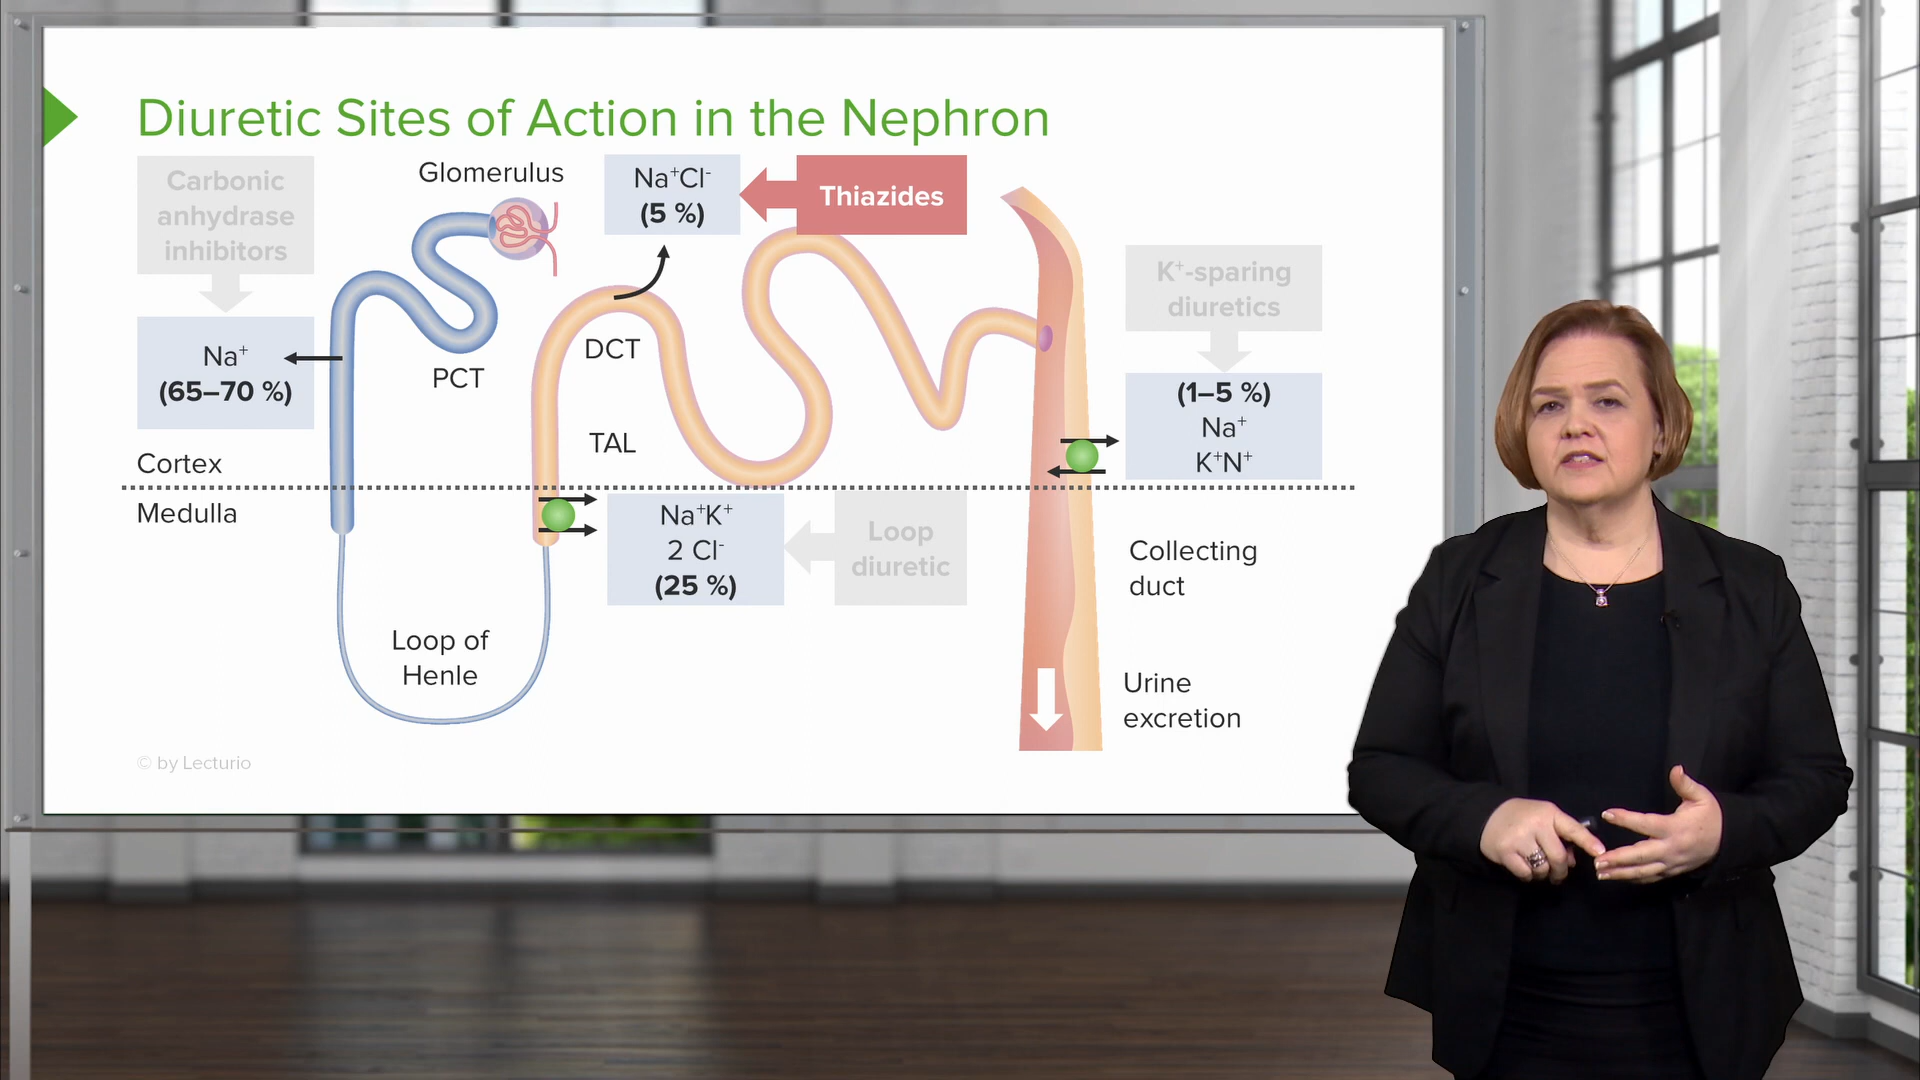 Diuretic Sites of Action in the Nephron
Carbonic
anhydrase
inhibitors
Glomerulus
Na⁺Cl⁻
(5 %)
Thiazides
K⁺-sparing
diuretics
Na⁺
(65–70 %)
PCT
DCT
TAL
(1–5 %)
Na⁺
K⁺N⁺
Cortex
Medulla
Na⁺K⁺
2 Cl⁻
(25 %)
Loop
diuretic
Collecting
duct
Loop of
Henle
Urine
excretion
© by Lecturio